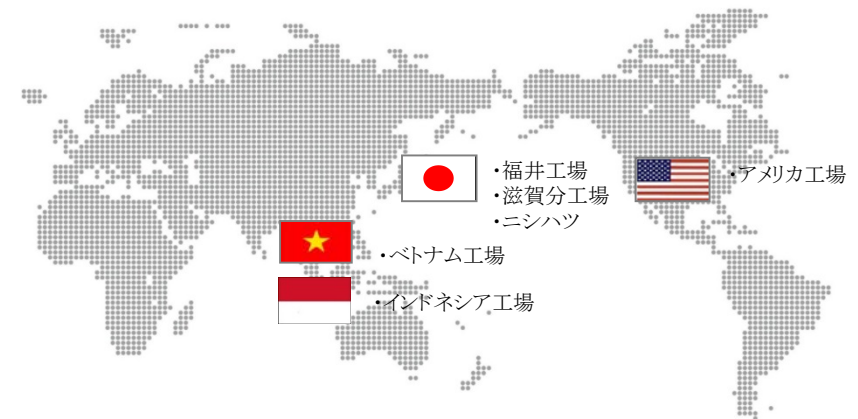 ・福井工場
・滋賀分工場
・ニシハツ
・アメリカ工場
・ベトナム工場
・インドネシア工場